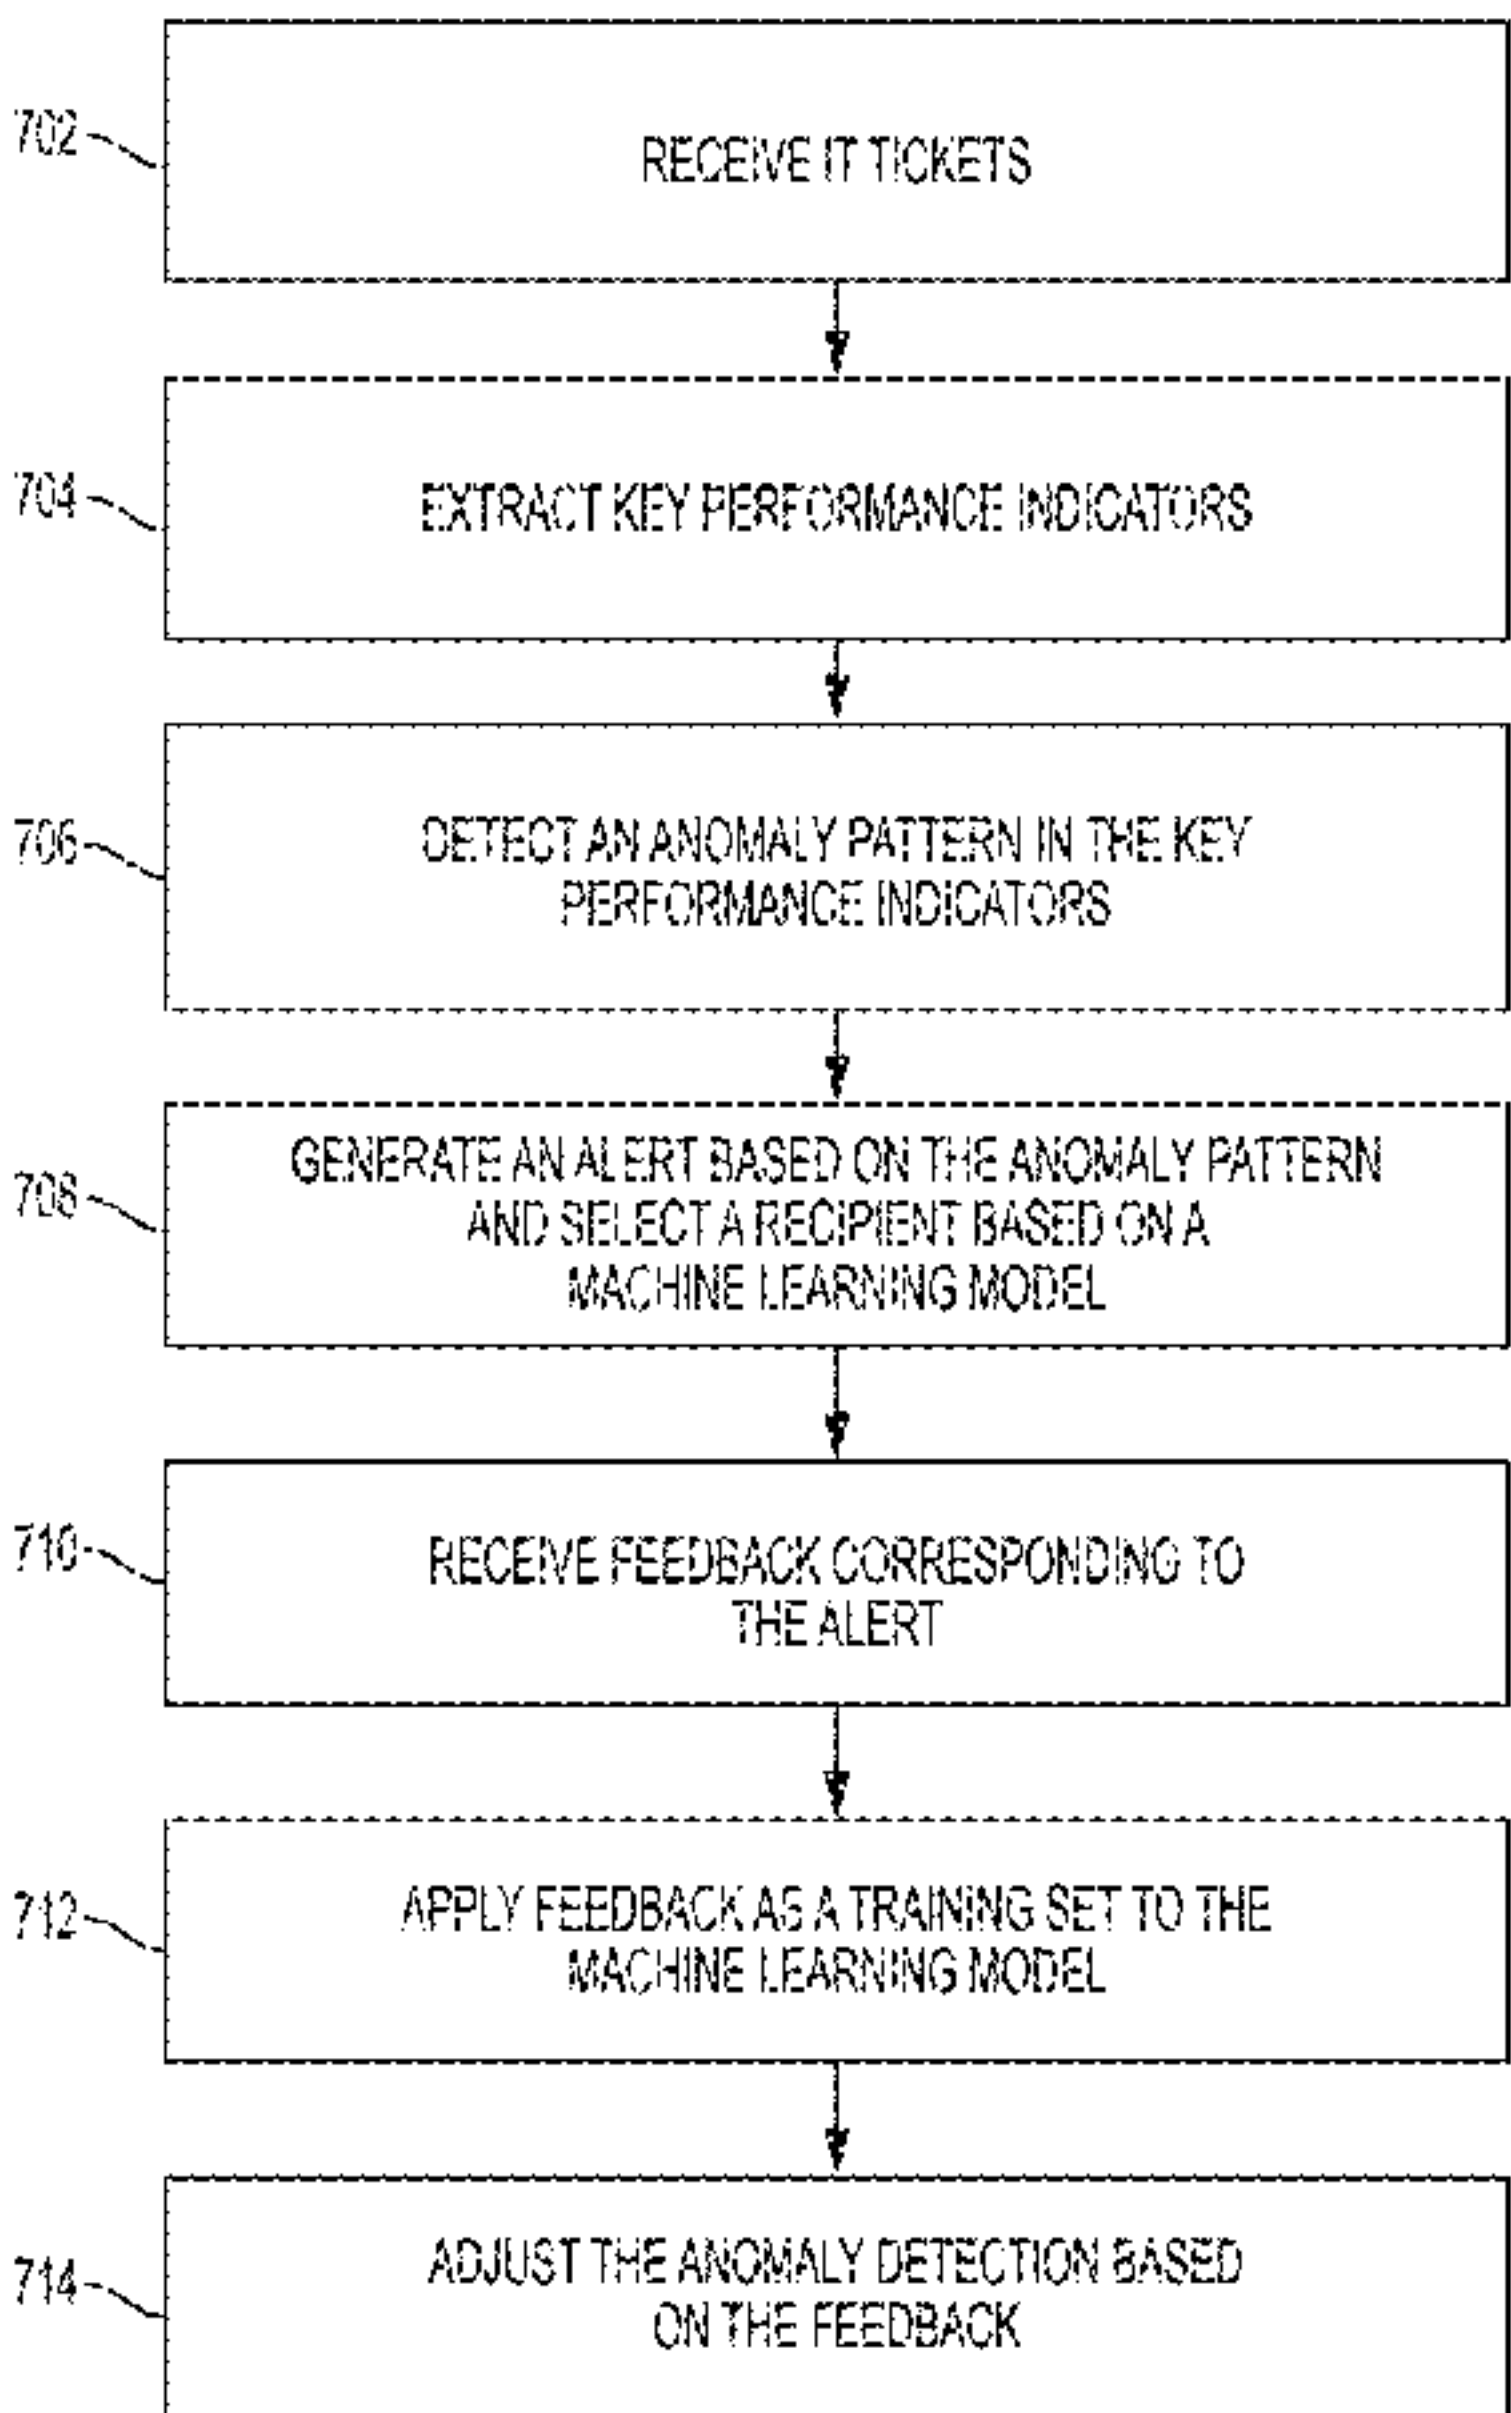 702
RECEIVE IT TICKETS
704
EXTRACT KEY PERFORMANCE INDICATORS
706
DETECT AN ANOMALY PATTERN IN THE KEY
PERFORMANCE INDICATORS
708
GENERATE AN ALERT BASED ON THE ANOMALY PATTERN
AND SELECT A RECIPIENT BASED ON A
MACHINE LEARNING MODEL
710
RECEIVE FEEDBACK CORRESPONDING TO
THE ALERT
712
APPLY FEEDBACK AS A TRAINING SET TO THE
MACHINE LEARNING MODEL
714
ADJUST THE ANOMALY DETECTION BASED
ON THE FEEDBACK